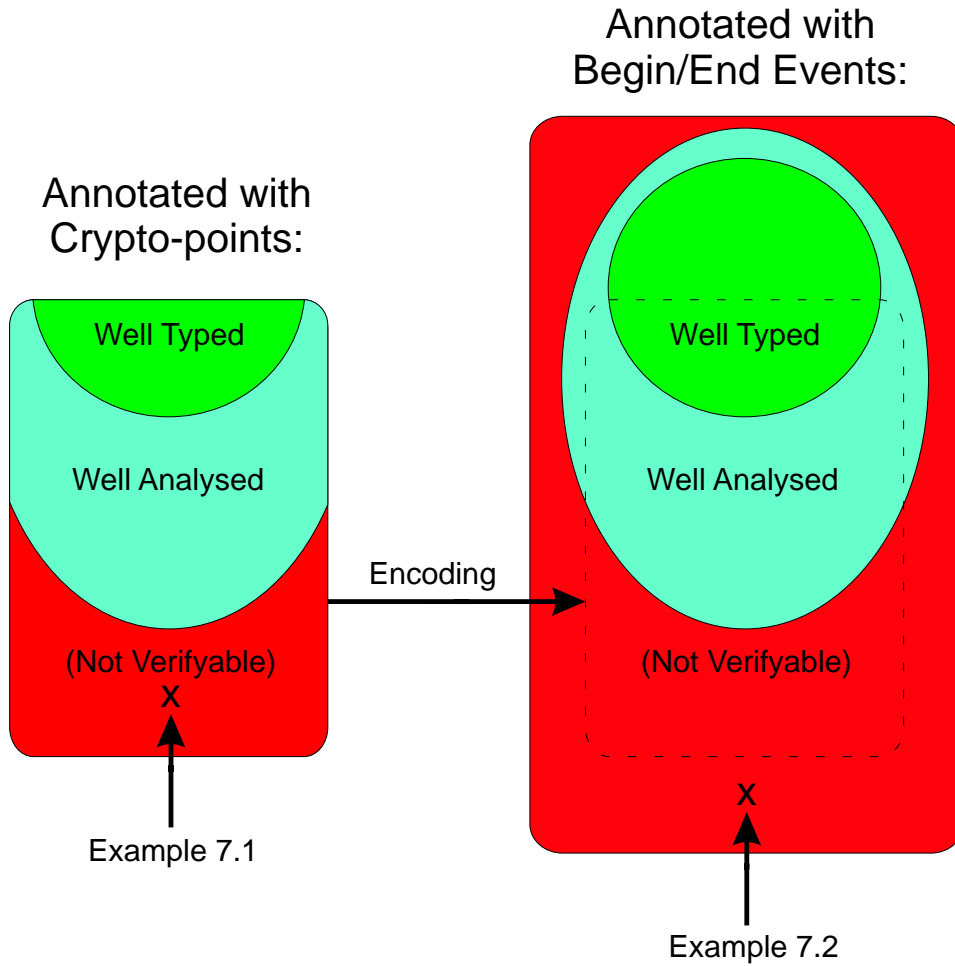 Annotated with
Begin/End Events:
Annotated with
Crypto-points:
Well Typed
Well Typed
Well Analysed
Well Analysed
Encoding
(Not Verifyable)
(Not Verifyable)
x
x
Example 7.1
Example 7.2